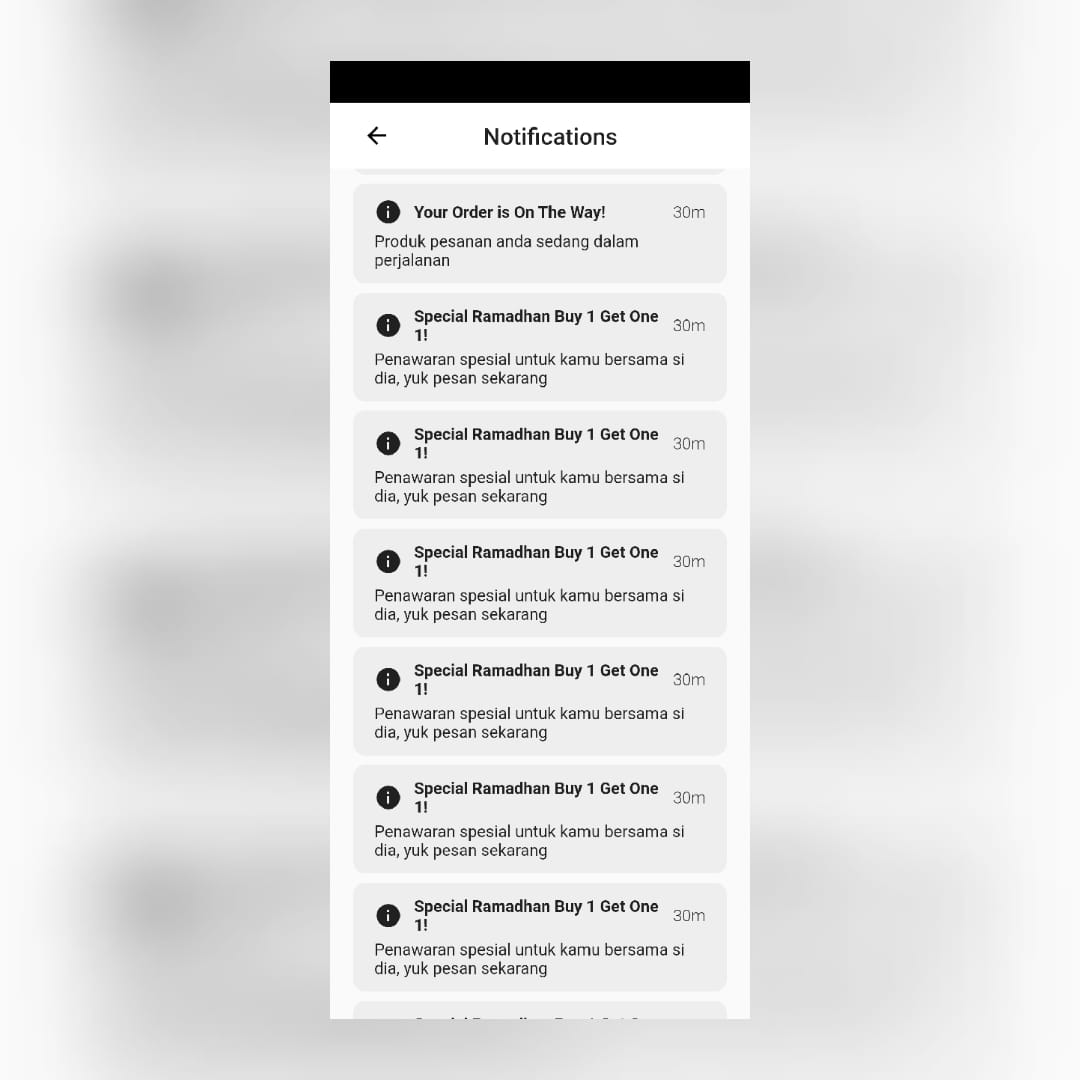 Notifications
Your Order is On The Way!
30m
Produk pesanan anda sedang dalam
perjalanan
Special Ramadhan Buy 1 Get One
1!
30m
Penawaran spesial untuk kamu bersama si
dia, yuk pesan sekarang
Special Ramadhan Buy 1 Get One
1!
30m
Penawaran spesial untuk kamu bersama si
dia, yuk pesan sekarang
Special Ramadhan Buy 1 Get One
1!
30m
Penawaran spesial untuk kamu bersama si
dia, yuk pesan sekarang
Special Ramadhan Buy 1 Get One
1!
30m
Penawaran spesial untuk kamu bersama si
dia, yuk pesan sekarang
Special Ramadhan Buy 1 Get One
1!
30m
Penawaran spesial untuk kamu bersama si
dia, yuk pesan sekarang
Special Ramadhan Buy 1 Get One
1!
30m
Penawaran spesial untuk kamu bersama si
dia, yuk pesan sekarang